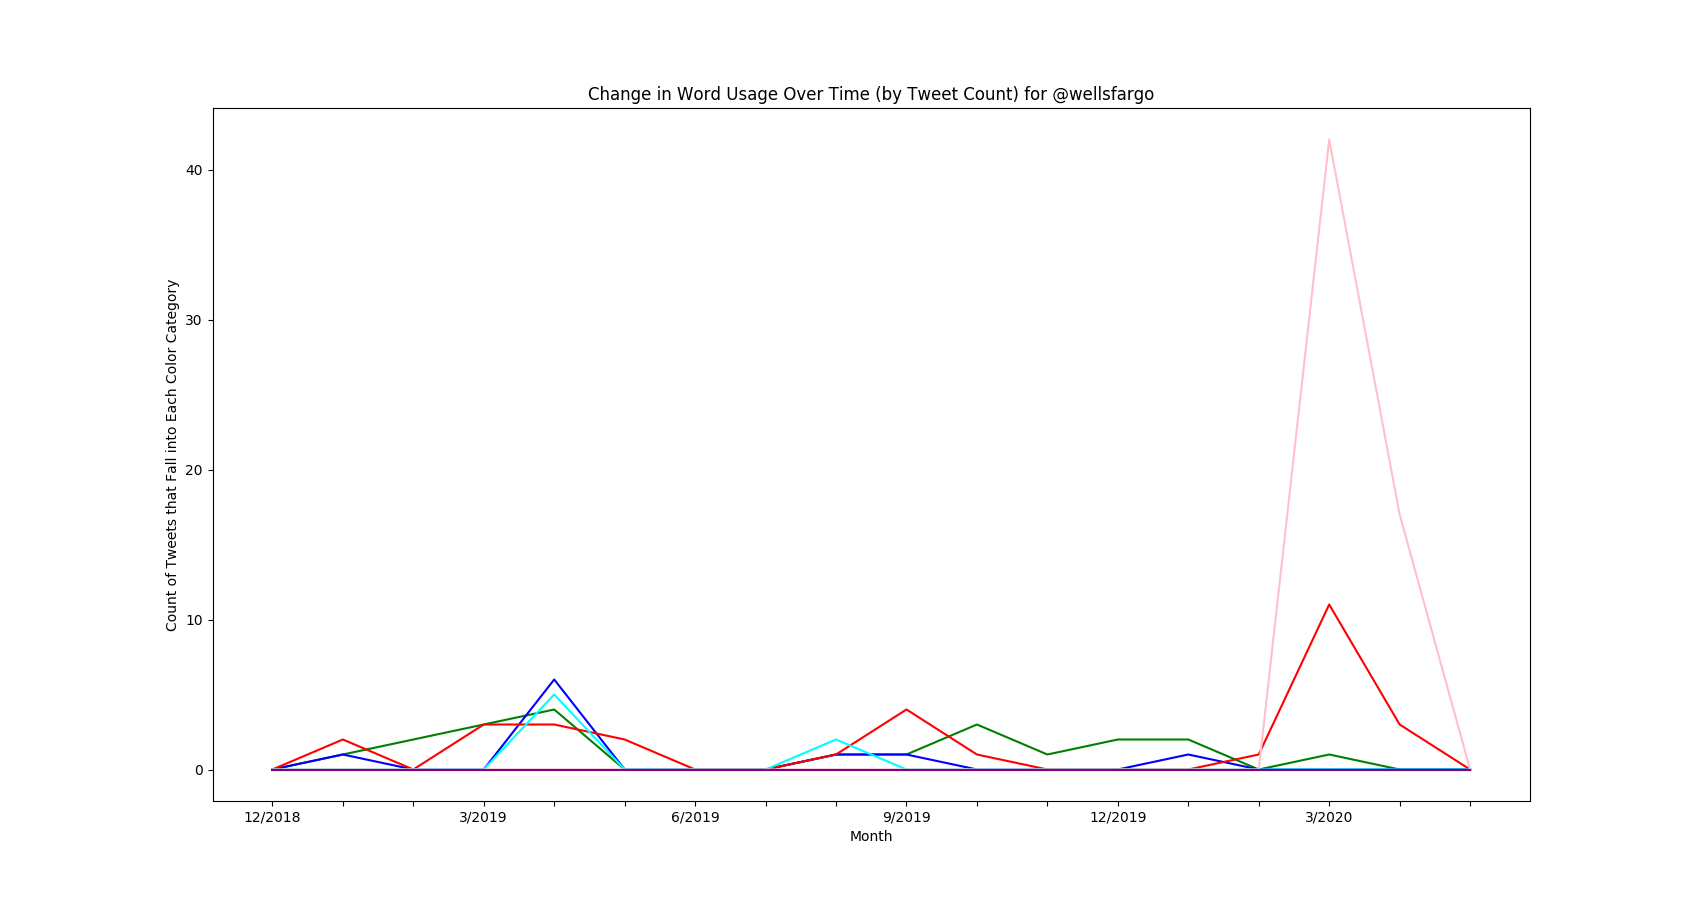 Change in Word Usage Over Time (by Tweet Count) for @wellsfargo
Count of Tweets that Fall into Each Color Category
40
30
20
10
0
12/2018 3/2019 6/2019 9/2019 12/2019 3/2020
Month